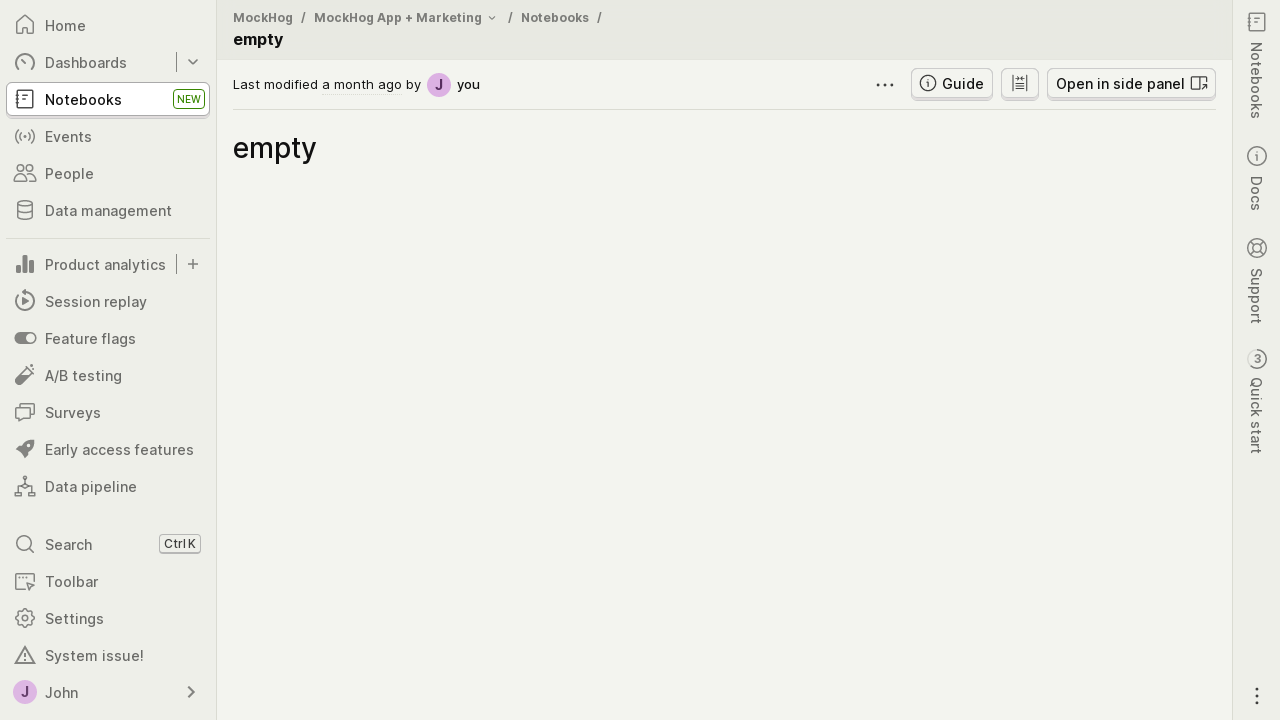 Home
Dashboards
Notebooks NEW
Events
People
Data management
Product analytics
Session replay
Feature flags
A/B testing
Surveys
Early access features
Data pipeline
Search Ctrl K
Toolbar
Settings
System issue!
J John
MockHog / MockHog App + Marketing / Notebooks /
empty
Last modified a month ago by J you
Guide
Open in side panel
empty
Notebooks
Docs
Support
3 Quick start